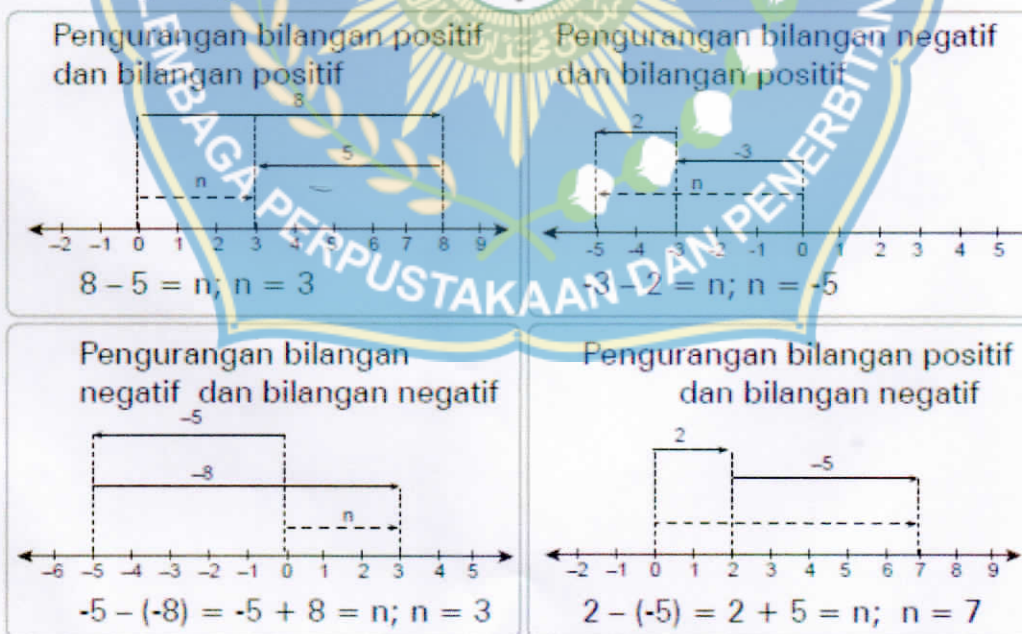 Pengurangan bilangan positif
dan bilangan positif
8
5
n
-2 -1 0 1 2 3 4 5 6 7 8 9
8 – 5 = n; n = 3
Pengurangan bilangan negatif
dan bilangan positif
2
-3
n
-5 -4 -3 -2 -1 0 1 2 3 4 5
-3 – 2 = n; n = -5
LEMBAGA PERPUSTAKAAN DAN PENERBITAN
Pengurangan bilangan
negatif dan bilangan negatif
–5
–8
n
–6 –5 –4 –3 –2 –1 0 1 2 3 4 5
-5 – (-8) = -5 + 8 = n; n = 3
Pengurangan bilangan positif
dan bilangan negatif
2
–5
–2 –1 0 1 2 3 4 5 6 7 8 9
2 – (-5) = 2 + 5 = n; n = 7